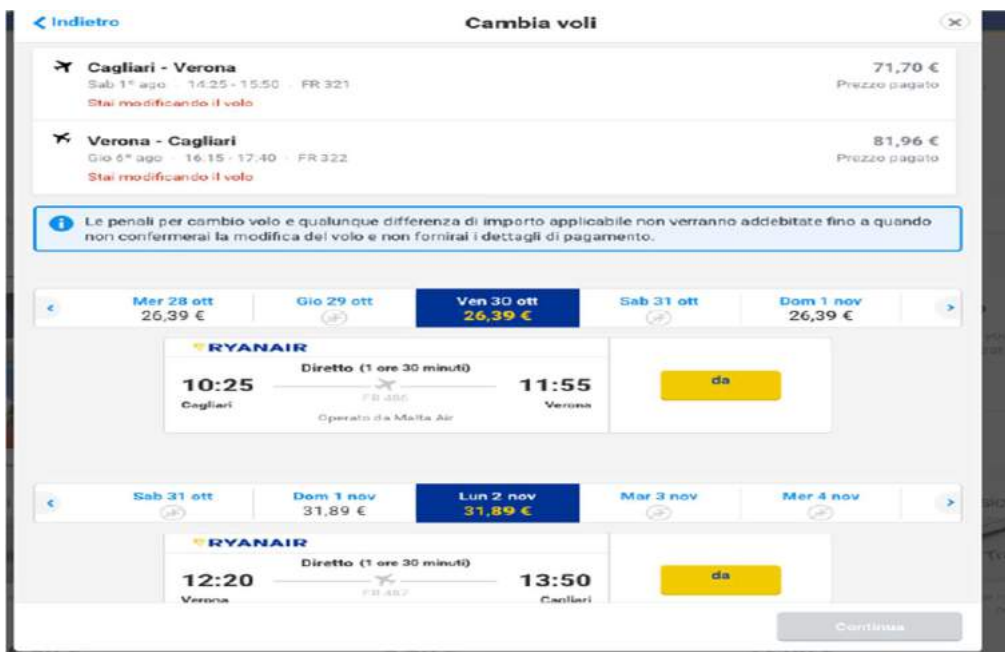 Indietro
Cambia voli
Cagliari - Verona
71,70 €
Sab 1° ago 14:25 - 15:50 FR 321
Prezzo pagato
Stai modificando il volo
Verona - Cagliari
81,96 €
Gio 6° ago 16:15 - 17:40 FR 322
Prezzo pagato
Stai modificando il volo
Le penali per cambio volo e qualunque differenza di importo applicabile non verranno addebitate fino a quando
non confermerai la modifica del volo e non fornirai i dettagli di pagamento.
Mer 28 ott Gio 29 ott Ven 30 ott Sab 31 ott Dom 1 nov
26,39 € 26,39 € 26,39 €
RYANAIR
Diretto (1 ore 30 minuti)
10:25 11:55
da
FR 486
Cagliari Verona
Operato da Malta Air
Sab 31 ott Dom 1 nov Lun 2 nov Mar 3 nov Mer 4 nov
31,89 € 31,89 €
RYANAIR
Diretto (1 ore 30 minuti)
12:20 13:50
da
FR 487
Verona Cagliari
Continua